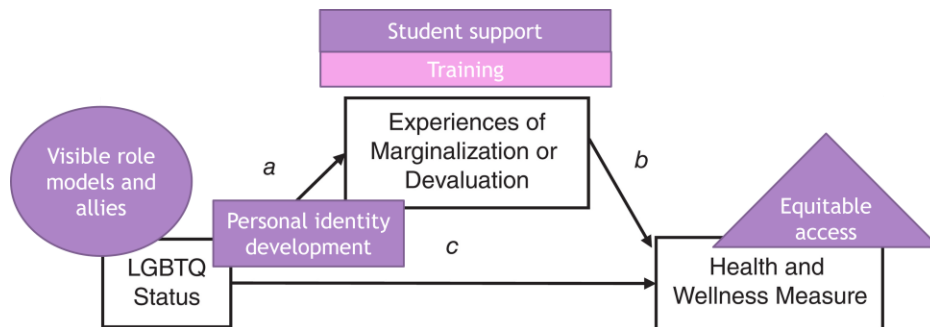 Student support
Training
Experiences of
Marginalization or
Devaluation
Visible role
models and
allies
a
b
Personal identity
development
Equitable
access
c
LGBTQ
Status
Health and
Wellness Measure